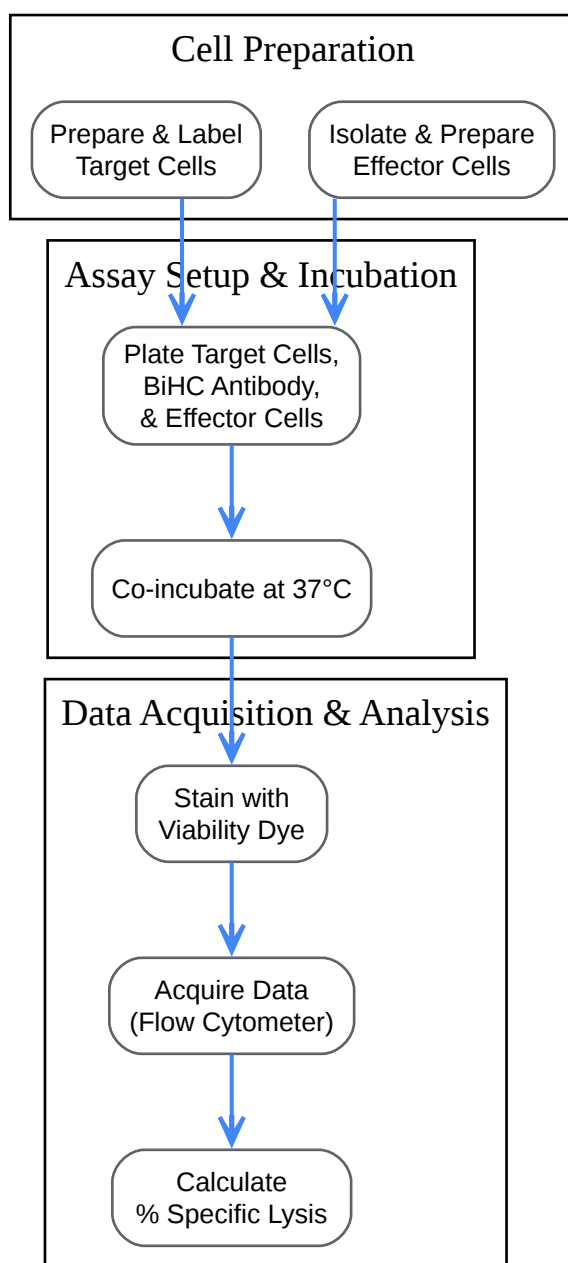 Cell Preparation
Prepare & Label
Target Cells
Isolate & Prepare
Effector Cells
Assay Setup & Incubation
Plate Target Cells,
BiHC Antibody,
& Effector Cells
Co-incubate at 37°C
Data Acquisition & Analysis
Stain with
Viability Dye
Acquire Data
(Flow Cytometer)
Calculate
% Specific Lysis